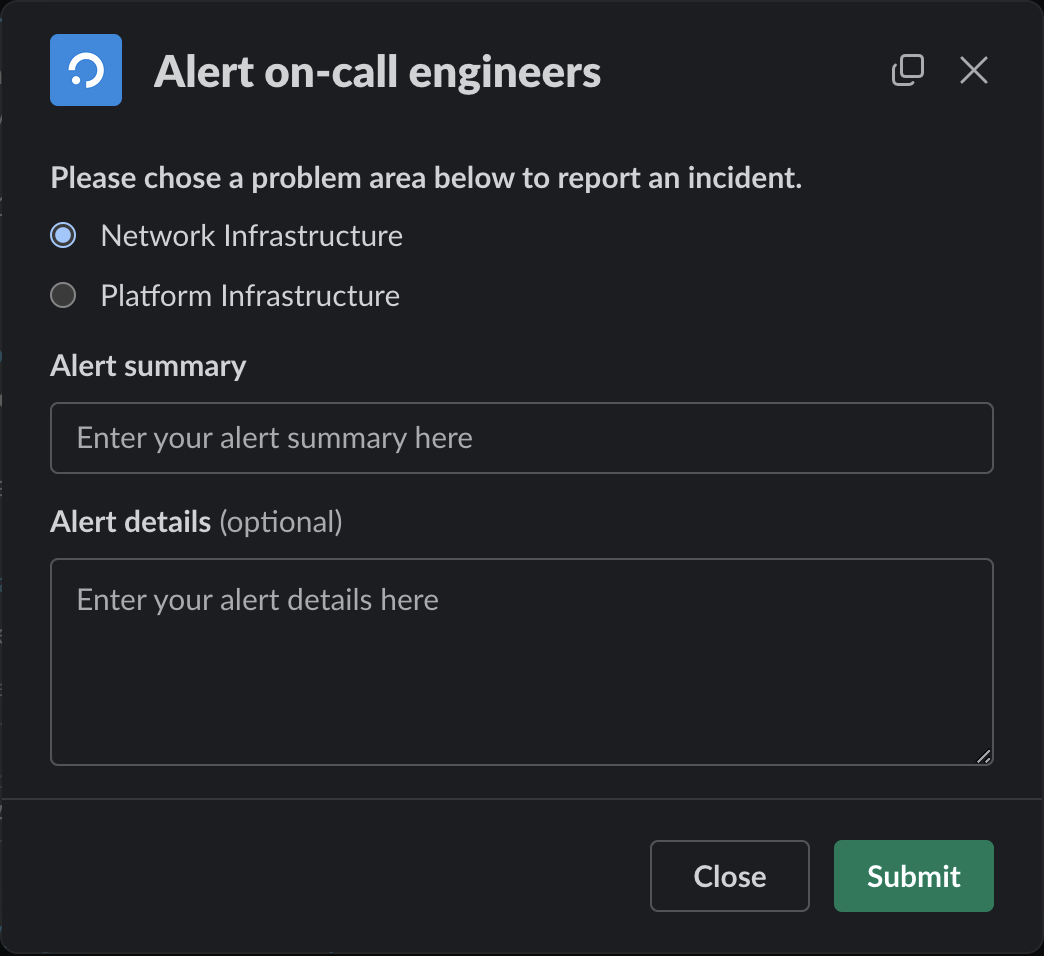 Alert on-call engineers
Please chose a problem area below to report an incident.
Network Infrastructure
Platform Infrastructure
Alert summary
Enter your alert summary here
Alert details (optional)
Enter your alert details here
Close
Submit